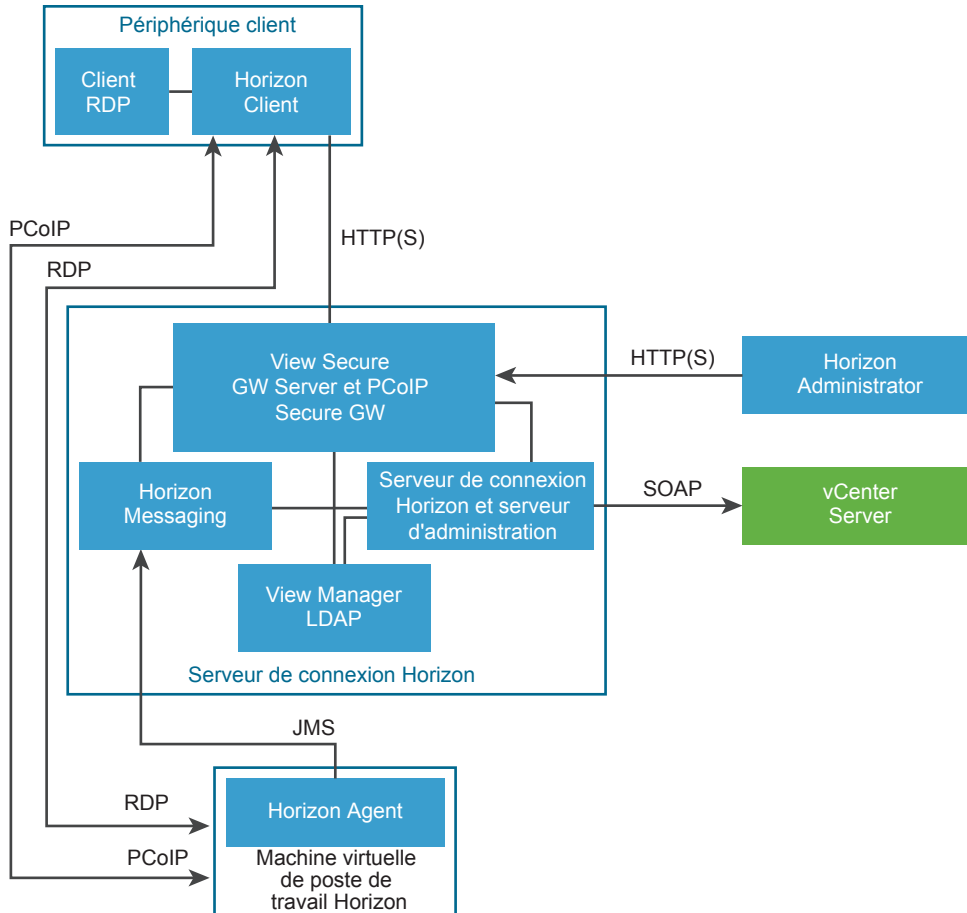 Périphérique client
Client
RDP
Horizon
Client
PCoIP
HTTP(S)
RDP
View Secure
GW Server et PCoIP
Secure GW
HTTP(S)
Horizon
Administrator
Horizon
Messaging
Serveur de connexion
Horizon et serveur
d'administration
SOAP
vCenter
Server
View Manager
LDAP
Serveur de connexion Horizon
JMS
RDP
Horizon Agent
PCoIP
Machine virtuelle
de poste de
travail Horizon